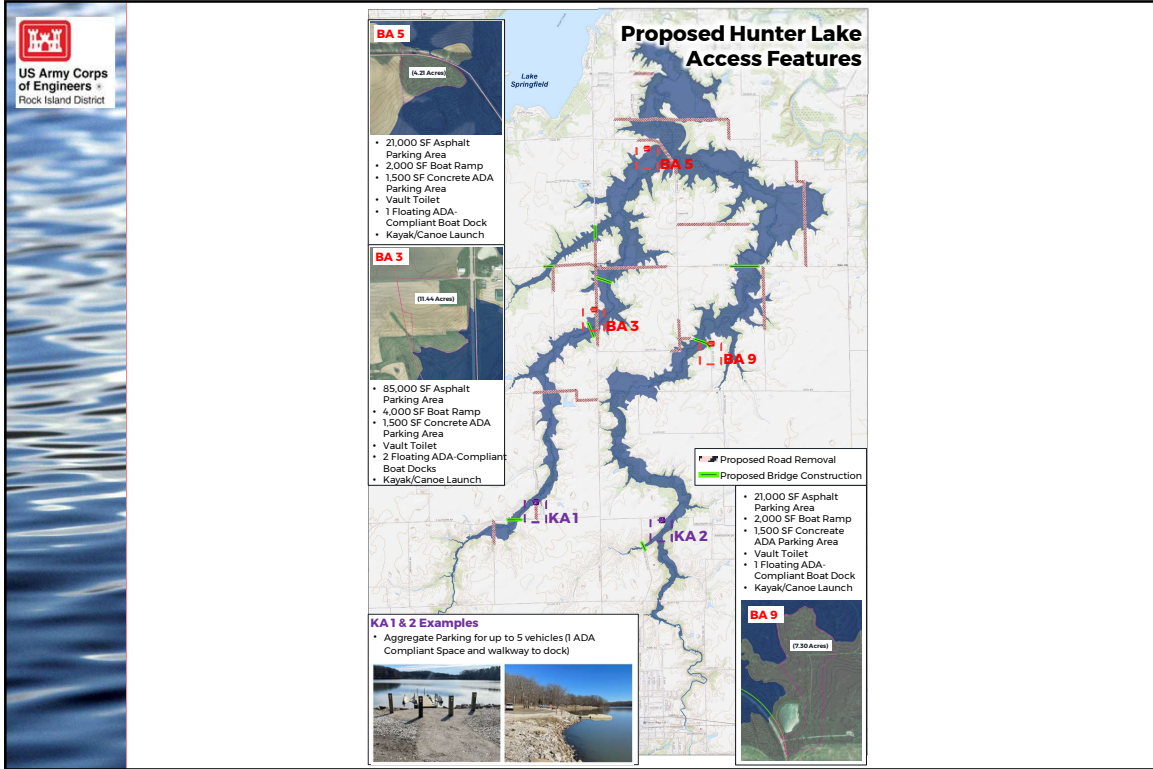 US Army Corps
of Engineers ®
Rock Island District
Proposed Hunter Lake
Access Features
Lake
Springfield
BA 5
(4.21 Acres)
• 21,000 SF Asphalt
Parking Area
• 2,000 SF Boat Ramp
• 1,500 SF Concrete ADA
Parking Area
• Vault Toilet
• 1 Floating ADA-
Compliant Boat Dock
• Kayak/Canoe Launch
BA 3
(11.44 Acres)
• 85,000 SF Asphalt
Parking Area
• 4,000 SF Boat Ramp
• 1,500 SF Concrete ADA
Parking Area
• Vault Toilet
• 2 Floating ADA-Compliant
Boat Docks
• Kayak/Canoe Launch
BA 5
BA 3
BA 9
KA 1
KA 2
Proposed Road Removal
Proposed Bridge Construction
• 21,000 SF Asphalt
Parking Area
• 2,000 SF Boat Ramp
• 1,500 SF Concreate
ADA Parking Area
• Vault Toilet
• 1 Floating ADA-
Compliant Boat Dock
• Kayak/Canoe Launch
BA 9
(7.30 Acres)
KA 1 & 2 Examples
• Aggregate Parking for up to 5 vehicles (1 ADA
Compliant Space and walkway to dock)